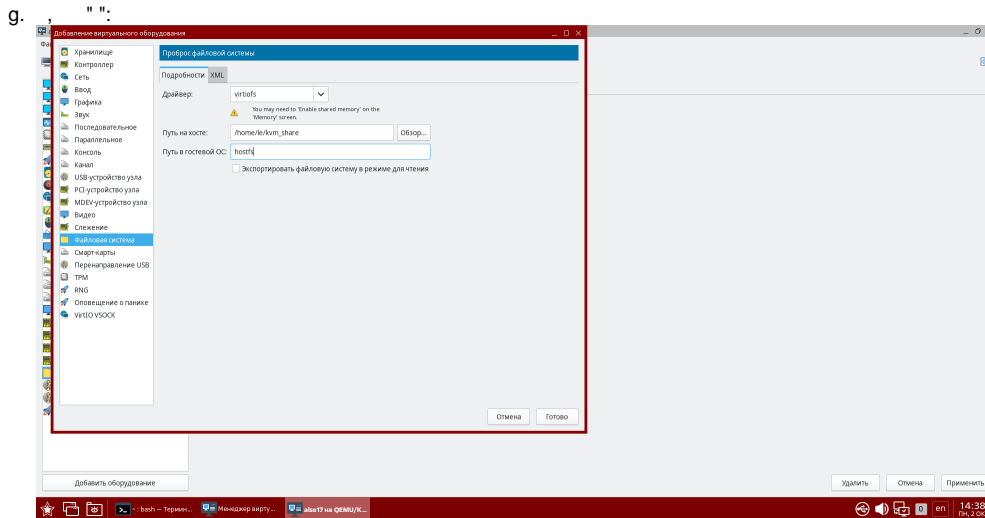 g. , " ":
Добавление виртуального оборудования
Хранилище
Контроллер
Сеть
Ввод
Графика
Звук
Последовательное
Параллельное
Консоль
Канал
USB-устройство узла
PCI-устройство узла
MDEV-устройство узла
Видео
Слежение
Файловая система
Смарт-карты
Перенаправление USB
TPM
RNG
Оповещение о панике
VirtIO VSOCK
Проброс файловой системы
Подробности XML
Драйвер: virtiofs
You may need to 'Enable shared memory' on the
'Memory' screen.
Путь на хосте: /home/le/kvm_share Обзор...
Путь в гостевой ОС: hostfs
Экспортировать файловую систему в режиме для чтения
Отмена Готово
Добавить оборудование Удалить Отмена Применить
~ : bash — Термин... Менеджер вирту... alse17 на QEMU/K... 0 en 14:38